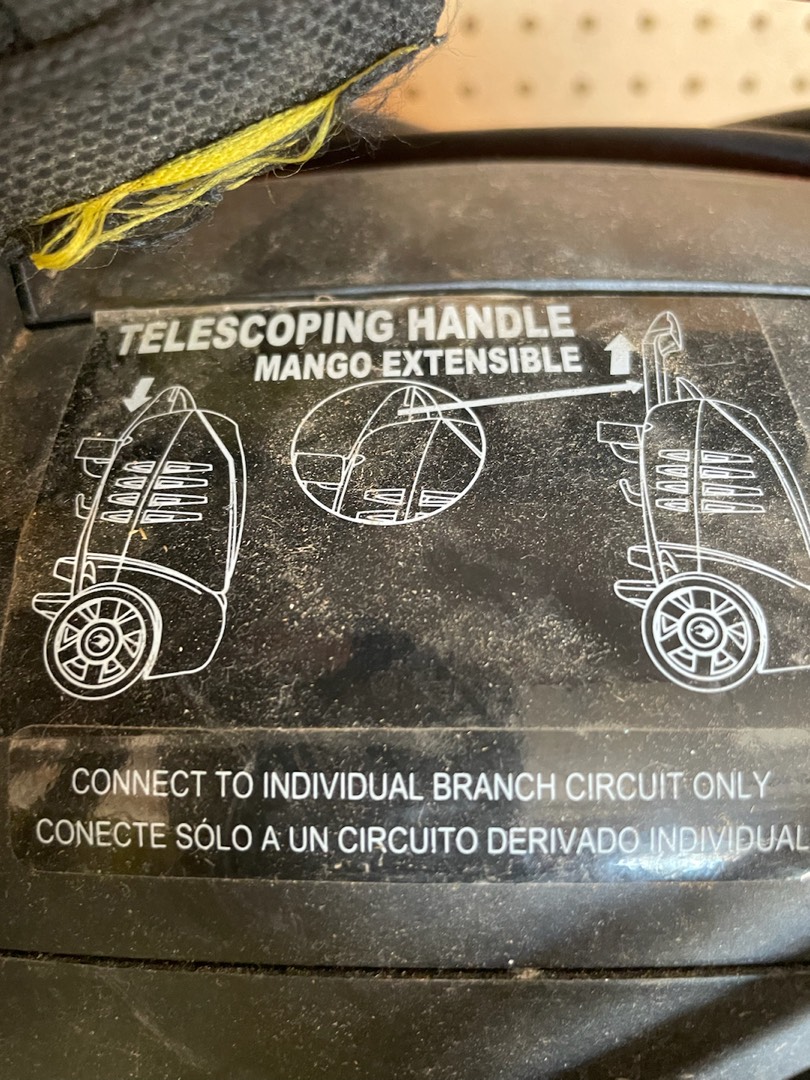 TELESCOPING HANDLE
MANGO EXTENSIBLE
CONNECT TO INDIVIDUAL BRANCH CIRCUIT ONLY
CONECTE SÓLO A UN CIRCUITO DERIVADO INDIVIDUAL